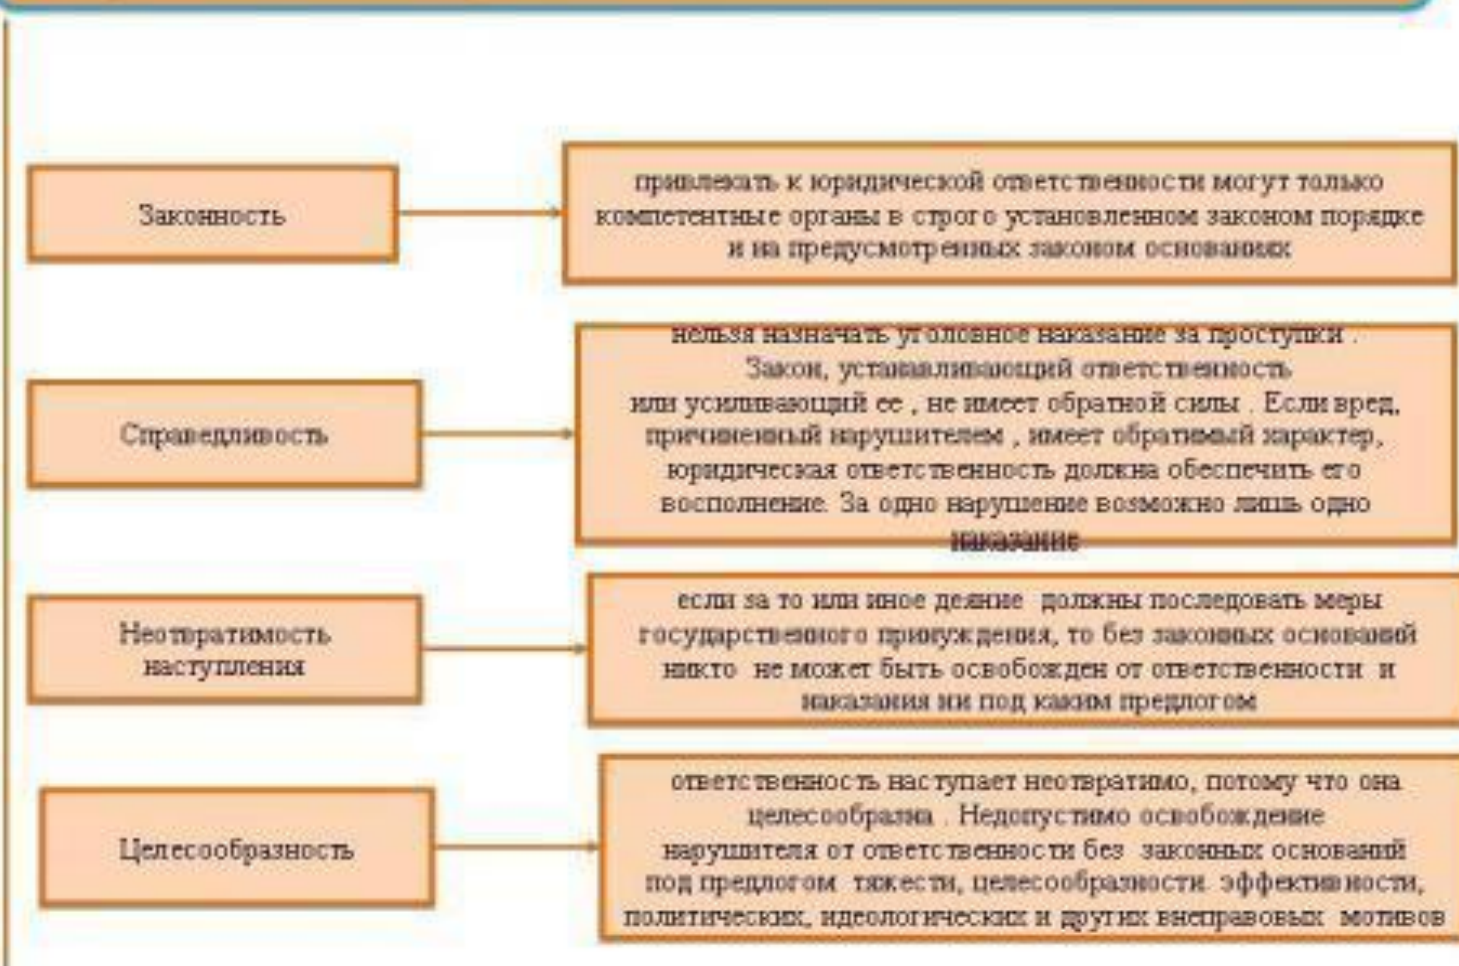 Законность
привлекать к юридической ответственности могут только
компетентные органы в строго установленном законом порядке
и на предусмотренных законом основаниях
Справедливость
нельзя назначать уголовное наказание за проступки .
Закон, устанавливающий ответственность
или усиливающий ее , не имеет обратной силы . Если вред,
причиненный нарушителем , имеет обратимый характер,
юридическая ответственность должна обеспечить его
восполнение. За одно нарушение возможно лишь одно
наказание
Неотвратимость
наступления
если за то или иное деяние должны последовать меры
государственного принуждения, то без законных оснований
никто не может быть освобожден от ответственности и
наказания ни под каким предлогом
Целесообразность
ответственность наступает неотвратимо, потому что она
целесообразна . Недопустимо освобождение
нарушителя от ответственности без законных оснований
под предлогом тяжести, целесообразности. эффективности,
политических, идеологических и других внеправовых мотивов